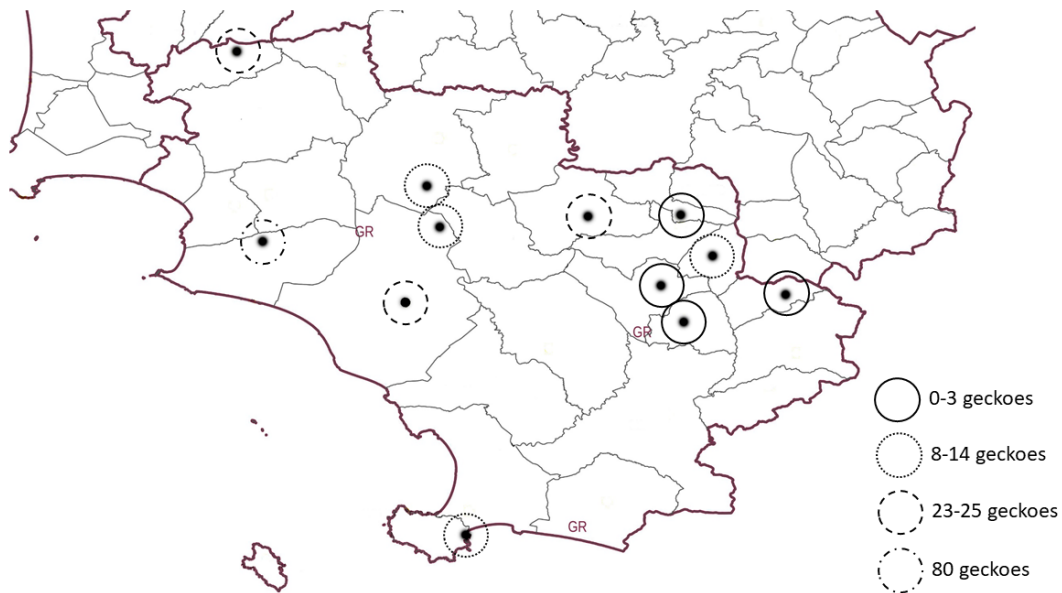 GR
GR
GR
0-3 geckoes
8-14 geckoes
23-25 geckoes
80 geckoes